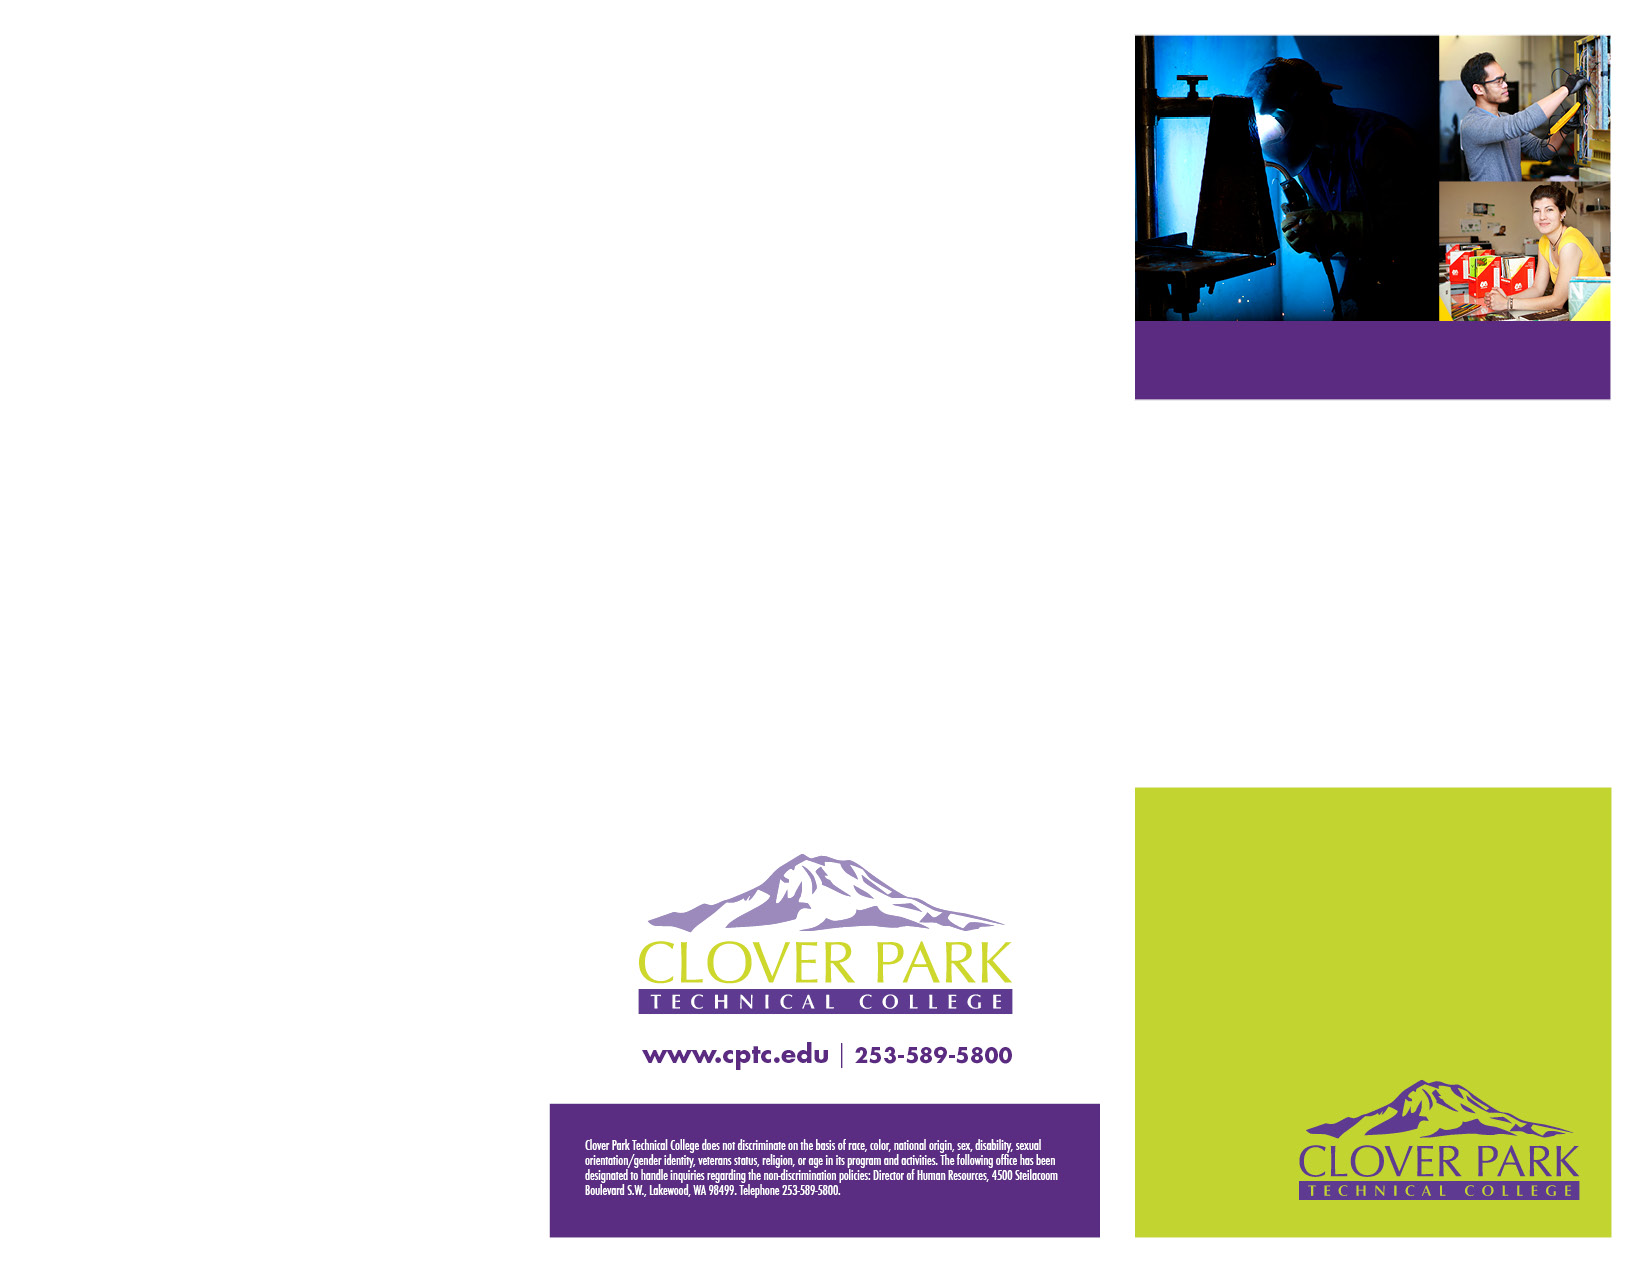 CLOVER PARK
TECHNICAL COLLEGE
www.cptc.edu | 253-589-5800
Clover Park Technical College does not discriminate on the basis of race, color, national origin, sex, disability, sexual
orientation/gender identity, veterans status, religion, or age in its program and activities. The following office has been
designated to handle inquiries regarding the non-discrimination policies: Director of Human Resources, 4500 Steilacoom
Boulevard S.W., Lakewood, WA 98499. Telephone 253-589-5800.
CLOVER PARK
TECHNICAL COLLEGE